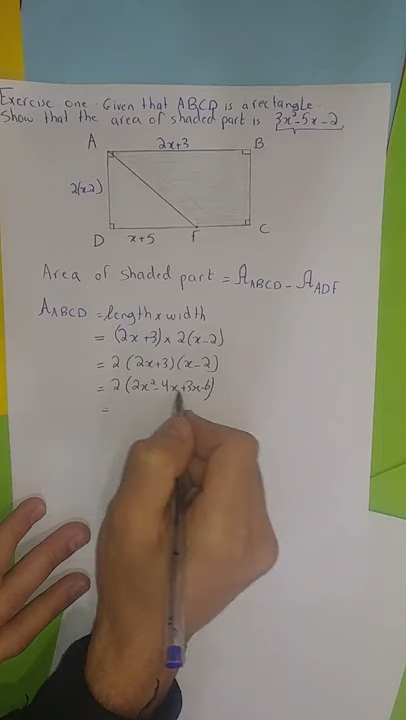 Exercise one. Given that ABCD is a rectangle.
Show that the area of shaded part is 3x²-5x-2
A 2x+3 B
2(x-2)
D x+5 F C
Area of shaded part = A_ABCD - A_ADF
A_ABCD = length x width
= (2x+3) x 2(x-2)
= 2 (2x+3)(x-2)
= 2 (2x²-4x+3x-6)
=